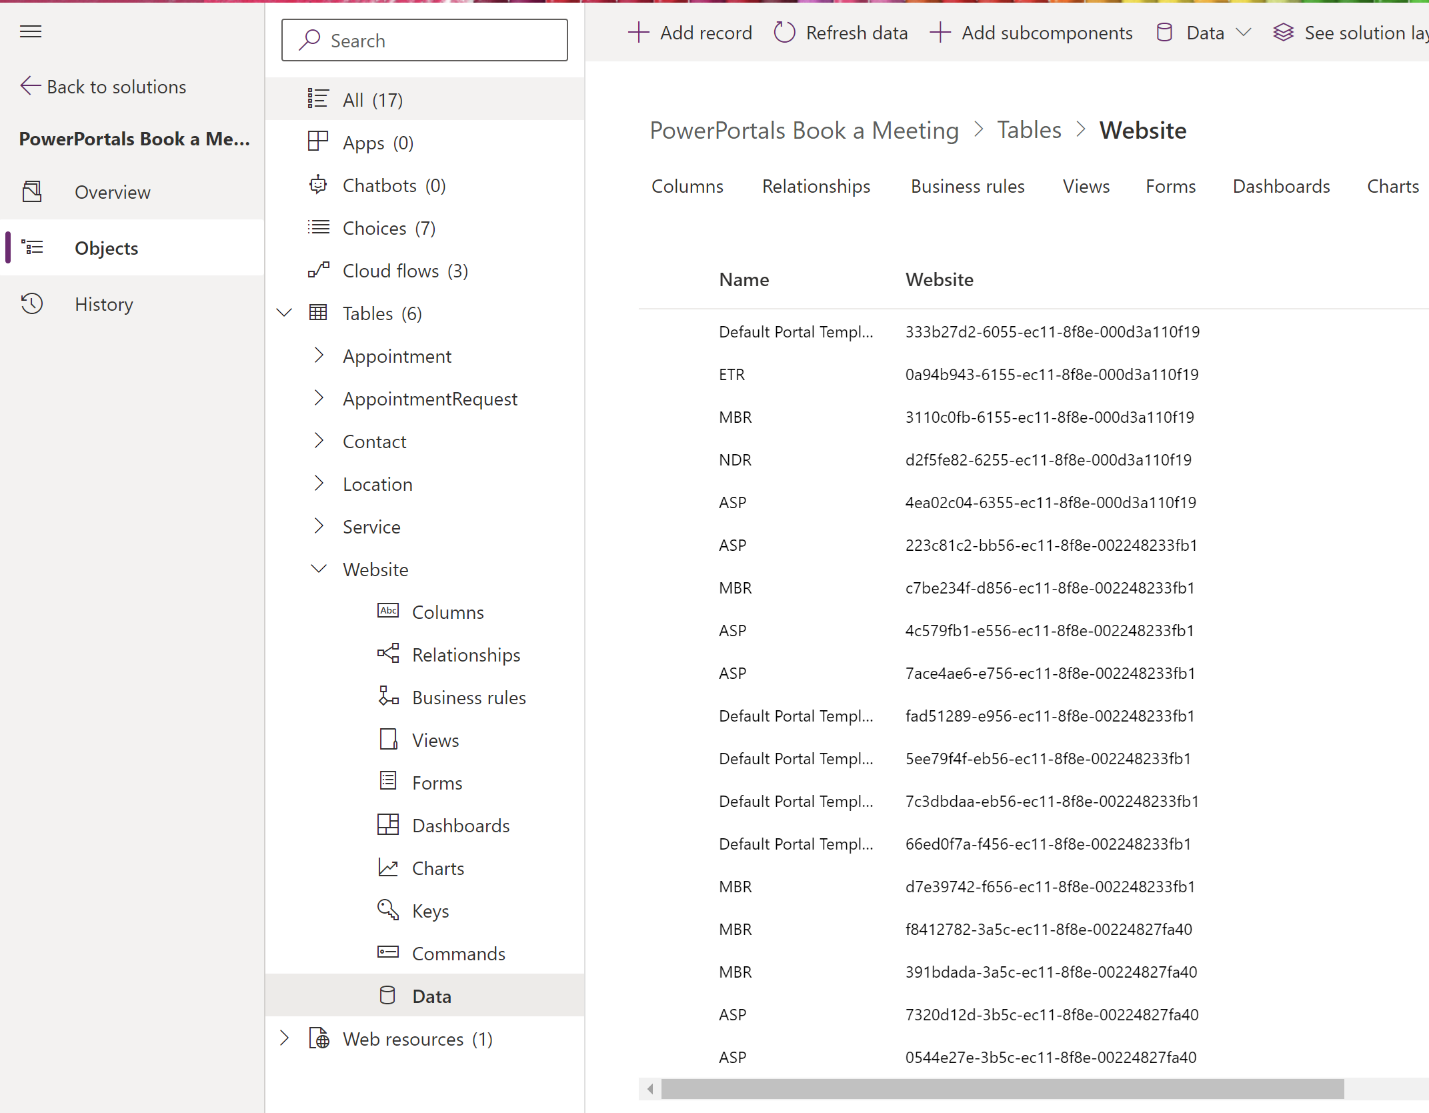 Back to solutions
PowerPortals Book a Me...
Overview
Objects
History
Search
All (17)
Apps (0)
Chatbots (0)
Choices (7)
Cloud flows (3)
Tables (6)
Appointment
AppointmentRequest
Contact
Location
Service
Website
Abc Columns
Relationships
Business rules
Views
Forms
Dashboards
Charts
Keys
Commands
Data
Web resources (1)
Add record Refresh data Add subcomponents Data See solution lay
PowerPortals Book a Meeting > Tables > Website
Columns Relationships Business rules Views Forms Dashboards Charts
Name Website
Default Portal Templ... 333b27d2-6055-ec11-8f8e-000d3a110f19
ETR 0a94b943-6155-ec11-8f8e-000d3a110f19
MBR 3110c0fb-6155-ec11-8f8e-000d3a110f19
NDR d2f5fe82-6255-ec11-8f8e-000d3a110f19
ASP 4ea02c04-6355-ec11-8f8e-000d3a110f19
ASP 223c81c2-bb56-ec11-8f8e-002248233fb1
MBR c7be234f-d856-ec11-8f8e-002248233fb1
ASP 4c579fb1-e556-ec11-8f8e-002248233fb1
ASP 7ace4ae6-e756-ec11-8f8e-002248233fb1
Default Portal Templ... fad51289-e956-ec11-8f8e-002248233fb1
Default Portal Templ... 5ee79f4f-eb56-ec11-8f8e-002248233fb1
Default Portal Templ... 7c3dbdaa-eb56-ec11-8f8e-002248233fb1
Default Portal Templ... 66ed0f7a-f456-ec11-8f8e-002248233fb1
MBR d7e39742-f656-ec11-8f8e-002248233fb1
MBR f8412782-3a5c-ec11-8f8e-00224827fa40
MBR 391bdada-3a5c-ec11-8f8e-00224827fa40
ASP 7320d12d-3b5c-ec11-8f8e-00224827fa40
ASP 0544e27e-3b5c-ec11-8f8e-00224827fa40